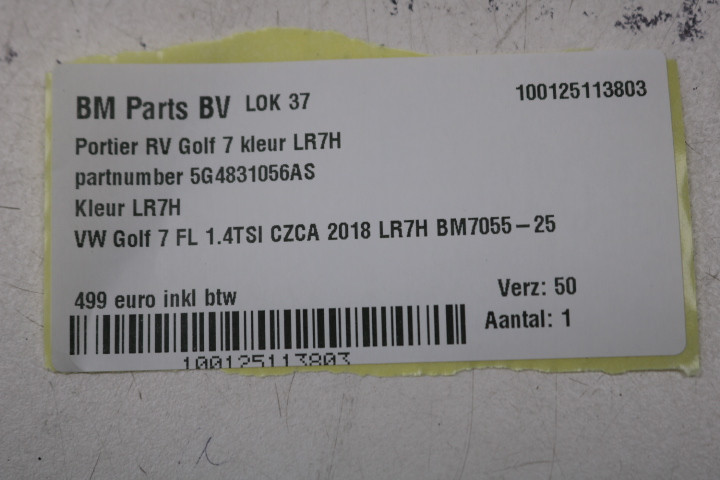 BM Parts BV LOK 37
100125113803
Portier RV Golf 7 kleur LR7H
partnumber 5G4831056AS
Kleur LR7H
VW Golf 7 FL 1.4TSI CZCA 2018 LR7H BM7055-25
499 euro inkl btw
Verz: 50
Aantal: 1
100125113803